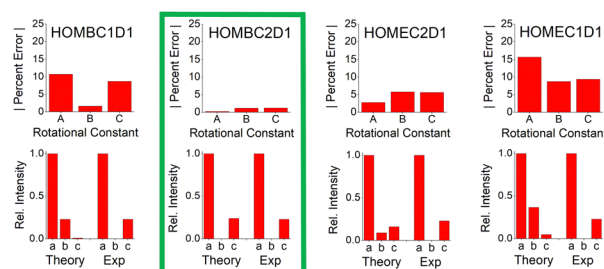 HOMBC1D1 HOMBC2D1 HOMEC2D1 HOMEC1D1
| Percent Error | | Percent Error | | Percent Error | | Percent Error |
25 25 25 25
20 20 20 20
15 15 15 15
10 10 10 10
5 5 5 5
0 0 0 0
A B C A B C A B C A B C
Rotational Constant Rotational Constant Rotational Constant Rotational Constant
Rel. Intensity Rel. Intensity Rel. Intensity Rel. Intensity
1.0 1.0 1.0 1.0
0.5 0.5 0.5 0.5
0.0 0.0 0.0 0.0
a b c a b c a b c a b c a b c a b c a b c a b c
Theory Exp Theory Exp Theory Exp Theory Exp